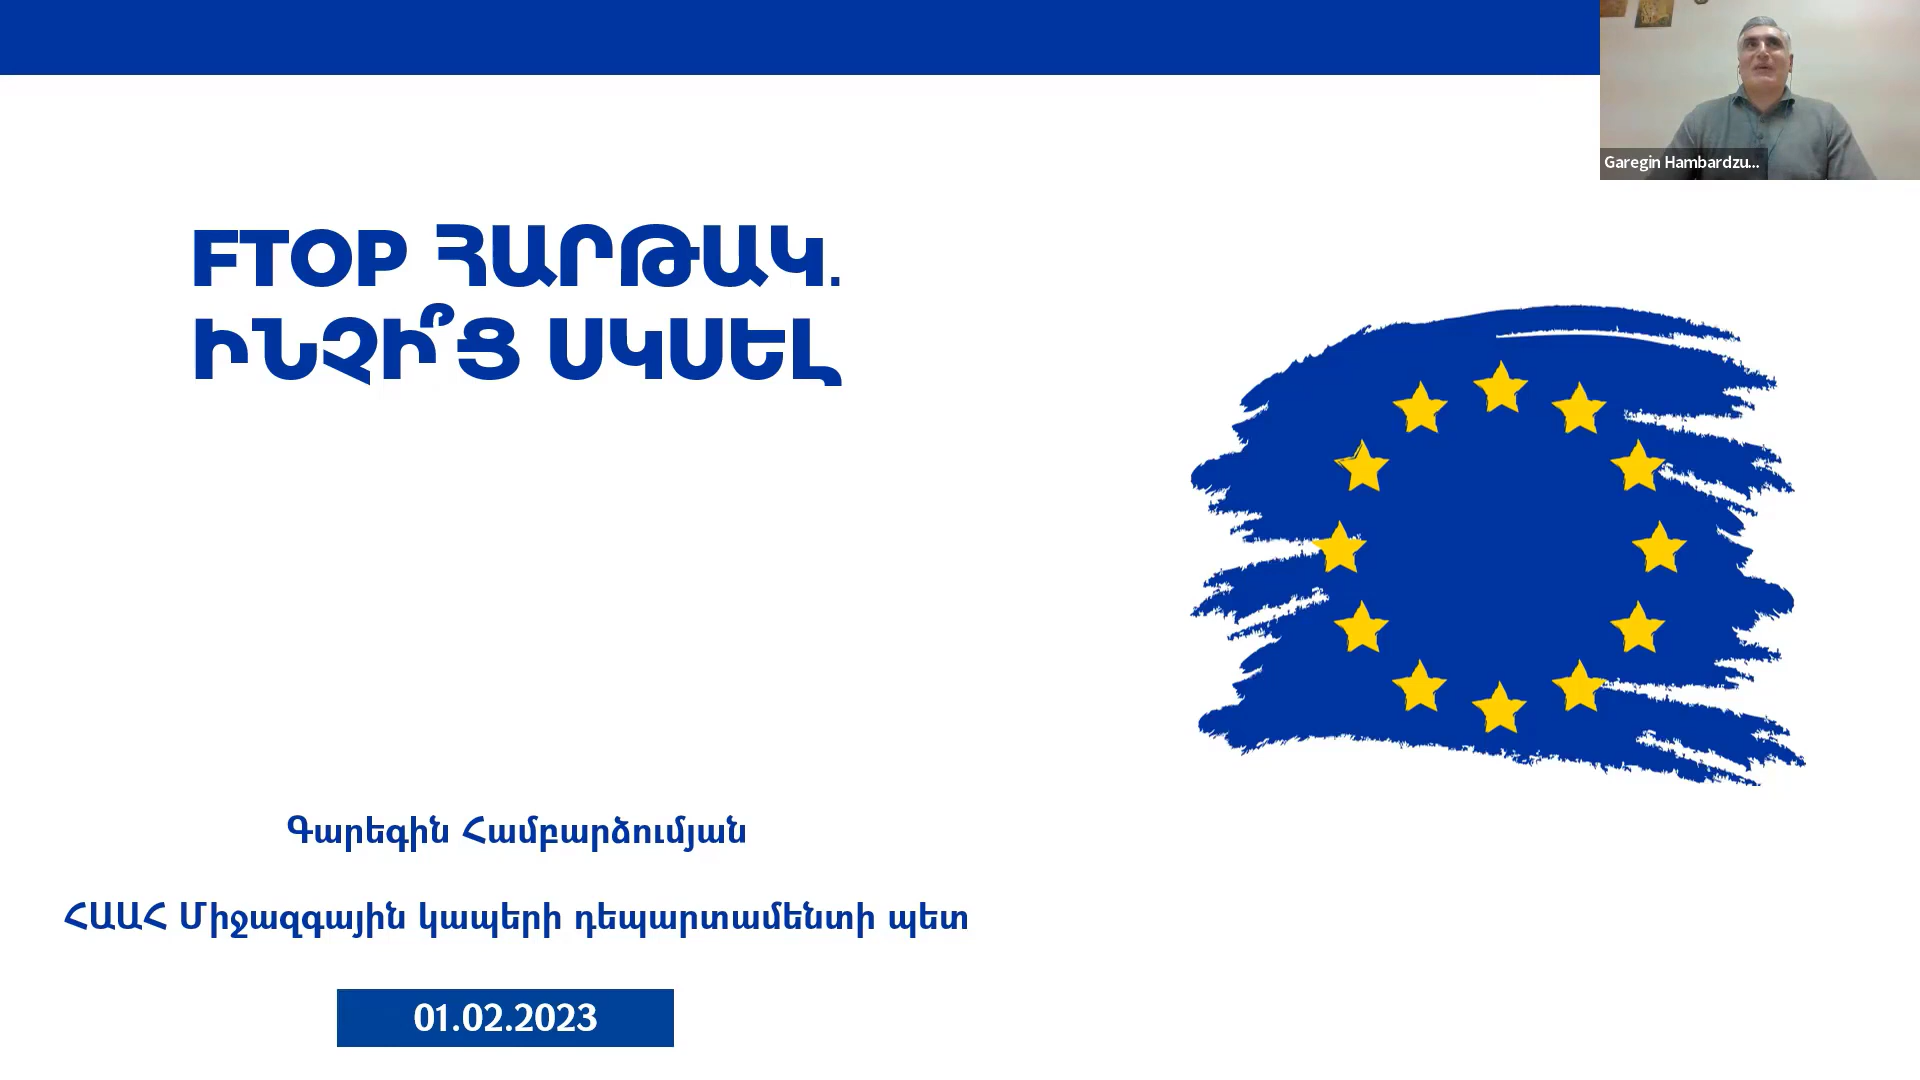 Garegin Hambardzu...
FTOP ՀԱՐԹԱԿ.
ԻՆՉԻ՞Ց ՍԿՍԵԼ
Գարեգին Համբարձումյան
ՀԱԱՀ Միջազգային կապերի դեպարտամենտի պետ
01.02.2023